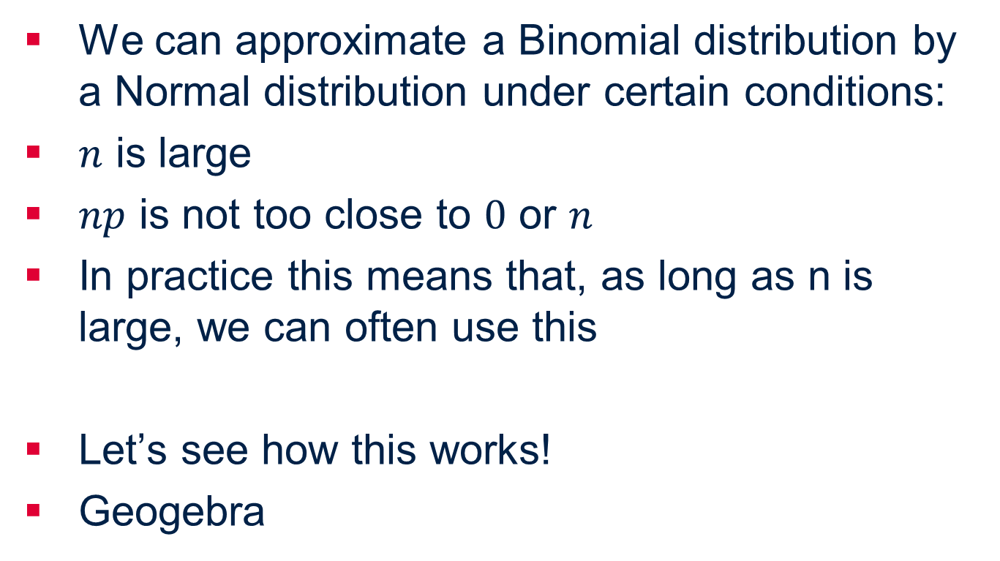 ▪ We can approximate a Binomial distribution by
a Normal distribution under certain conditions:
▪ 𝑛 is large
▪ 𝑛𝑝 is not too close to 0 or 𝑛
▪ In practice this means that, as long as n is
large, we can often use this
▪ Let’s see how this works!
▪ Geogebra